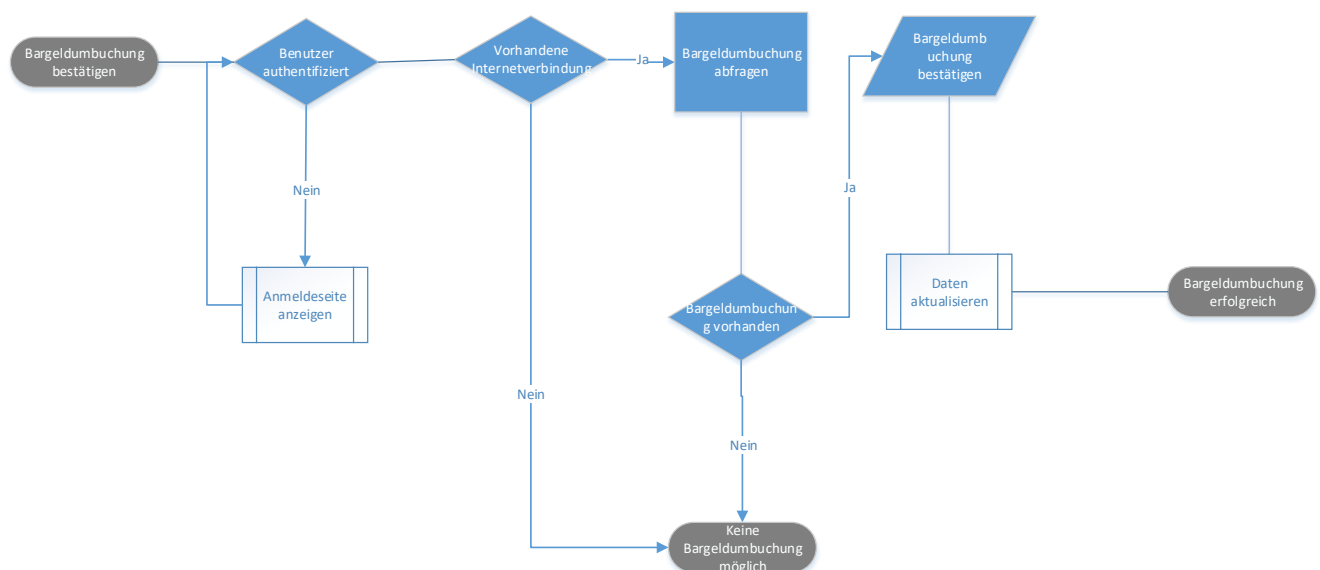 Bargeldumbuchung
bestätigen
Benutzer
authentifiziert
Vorhandene
Internetverbindung
Ja
Bargeldumbuchung
abfragen
Bargeldumb
uchung
bestätigen
Nein
Ja
Anmeldeseite
anzeigen
Bargeldumbuchun
g vorhanden
Daten
aktualisieren
Bargeldumbuchung
erfolgreich
Nein
Nein
Keine
Bargeldumbuchung
möglich